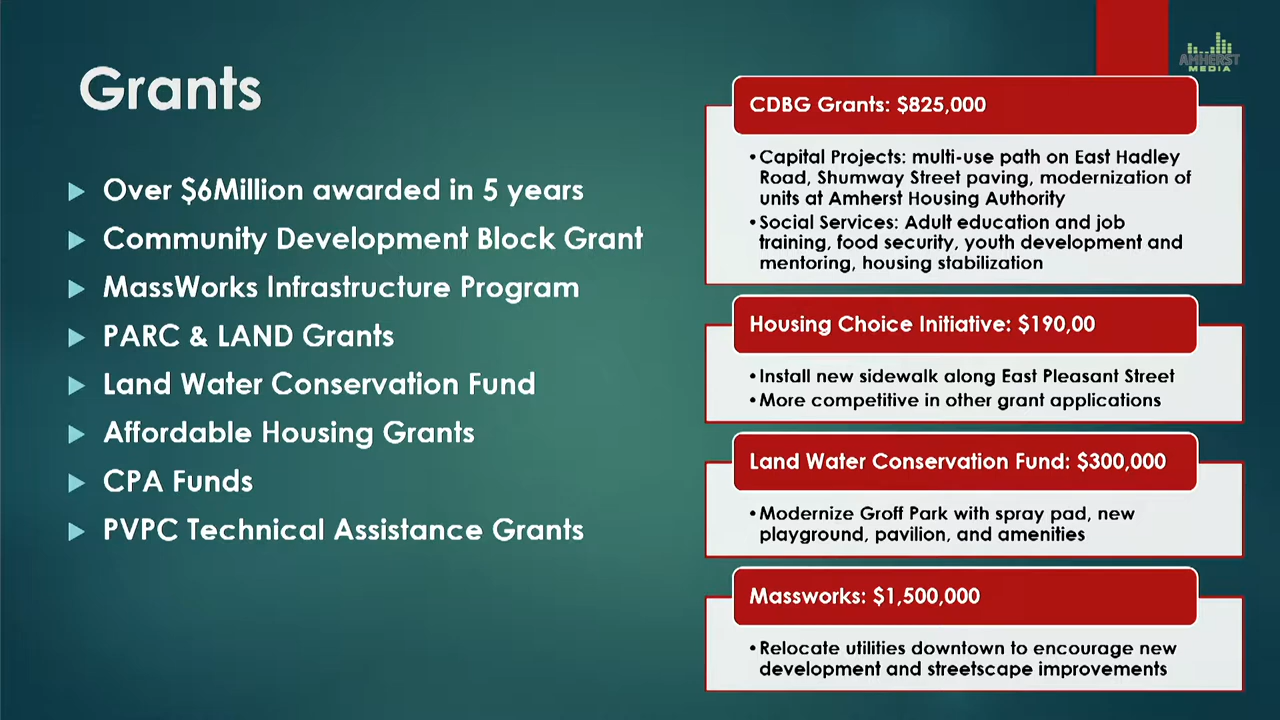 Grants
Over $6Million awarded in 5 years
Community Development Block Grant
MassWorks Infrastructure Program
PARC & LAND Grants
Land Water Conservation Fund
Affordable Housing Grants
CPA Funds
PVPC Technical Assistance Grants
AMHERST
MEDIA
CDBG Grants: $825,000
•Capital Projects: multi-use path on East Hadley
Road, Shumway Street paving, modernization of
units at Amherst Housing Authority
•Social Services: Adult education and job
training, food security, youth development and
mentoring, housing stabilization
Housing Choice Initiative: $190,00
•Install new sidewalk along East Pleasant Street
•More competitive in other grant applications
Land Water Conservation Fund: $300,000
•Modernize Groff Park with spray pad, new
playground, pavilion, and amenities
Massworks: $1,500,000
•Relocate utilities downtown to encourage new
development and streetscape improvements